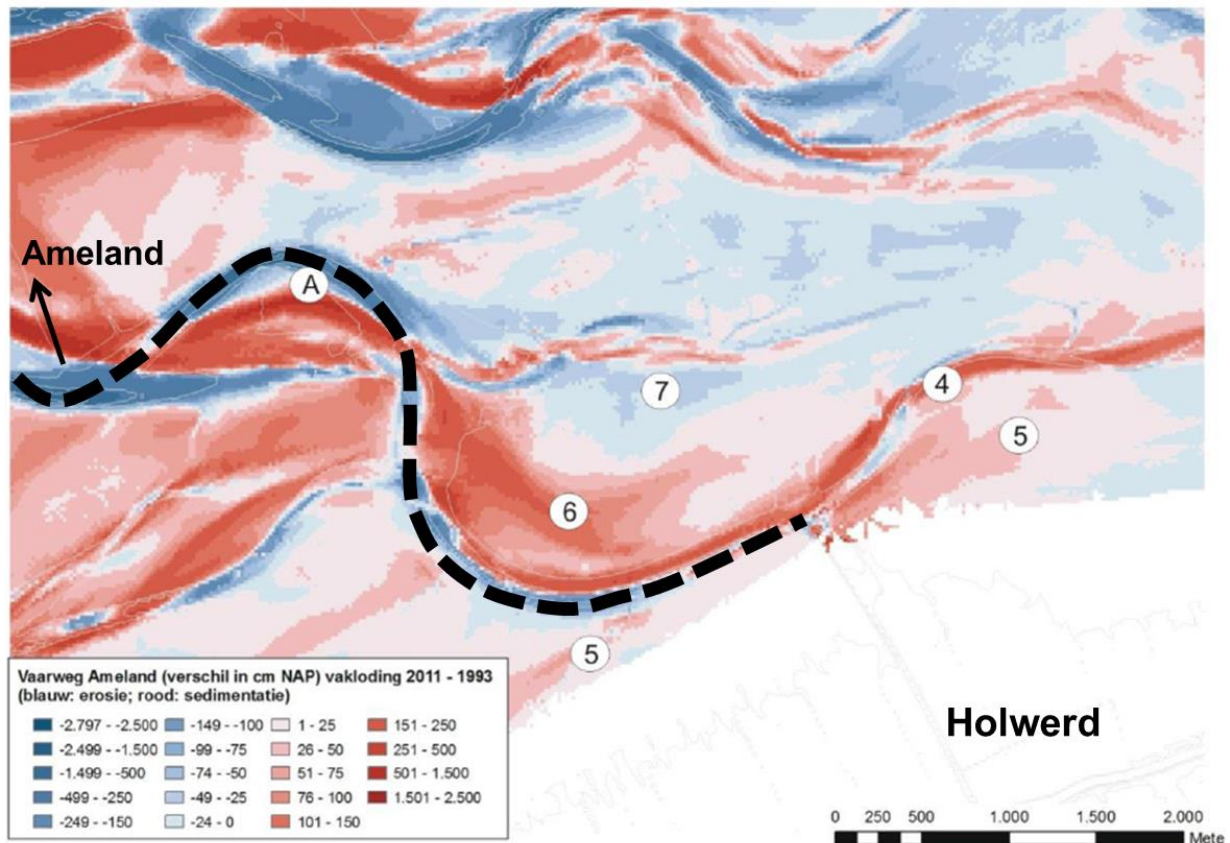 Ameland
A
7
4
5
6
5
Vaarweg Ameland (verschil in cm NAP) vakloding 2011 - 1993
(blauw: erosie; rood: sedimentatie)
-2.797 - -2.500
-149 - -100
1 - 25
151 - 250
-2.499 - -1.500
-99 - -75
26 - 50
251 - 500
-1.499 - -500
-74 - -50
51 - 75
501 - 1.500
-499 - -250
-49 - -25
76 - 100
1.501 - 2.500
-249 - -150
-24 - 0
101 - 150
Holwerd
0 250 500 1.000 1.500 2.000
Mete